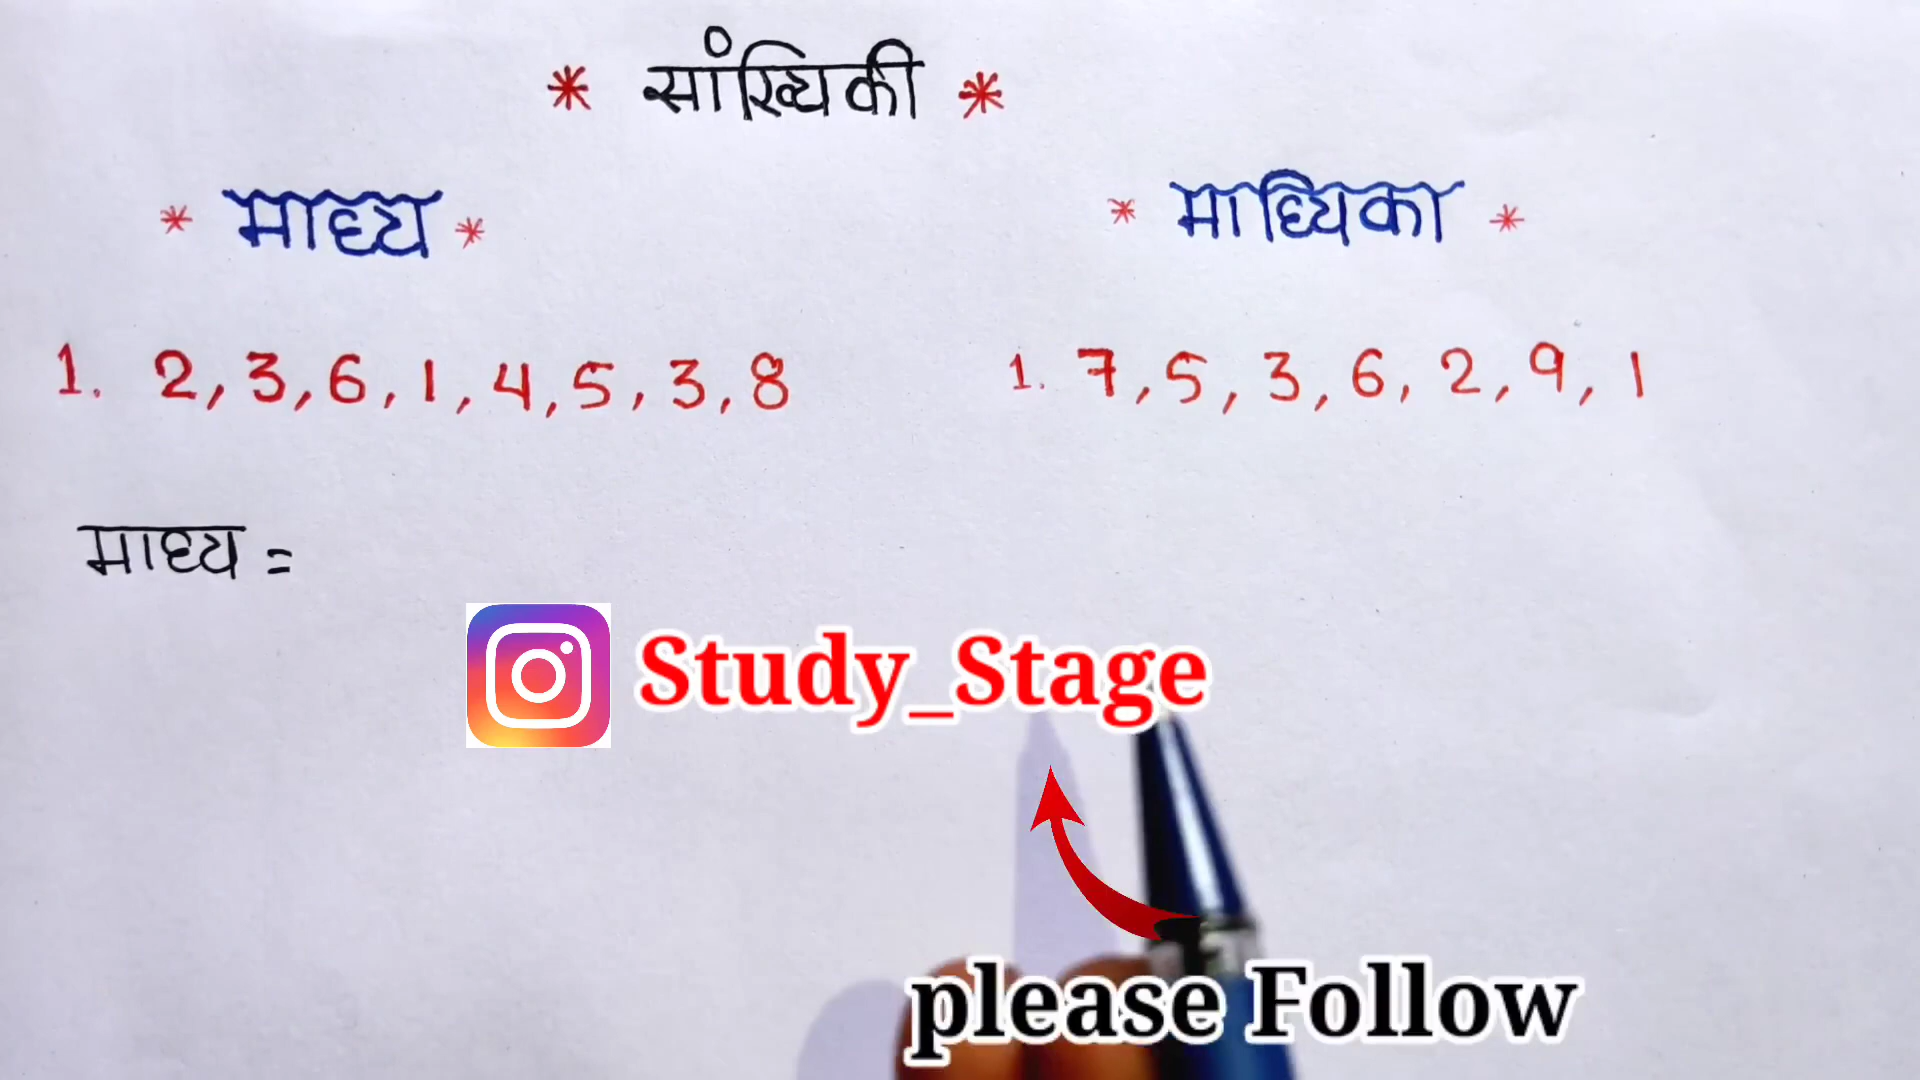 * सांख्यिकी *
* माध्य *
* माध्यिका *
1. 2, 3, 6, 1, 4, 5, 3, 8
1. 7, 5, 3, 6, 2, 9, 1
माध्य =
Study_Stage
please Follow